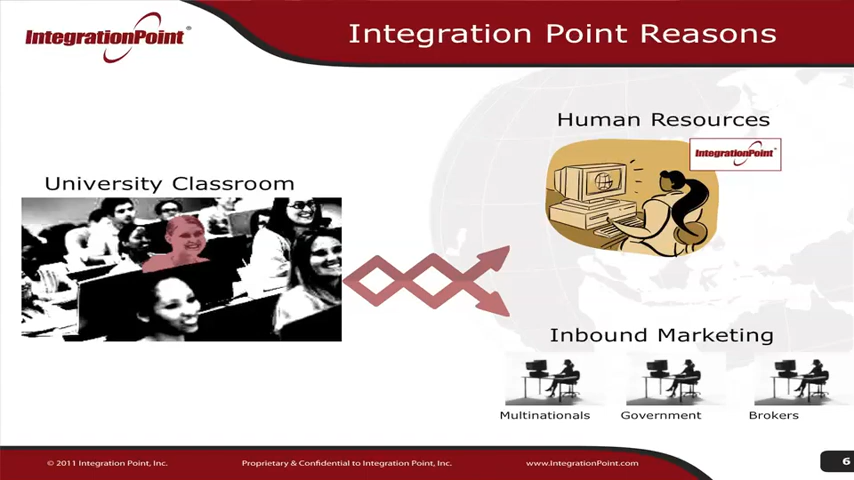 IntegrationPoint
Integration Point Reasons
Human Resources
IntegrationPoint
University Classroom
Inbound Marketing
Multinationals
Government
Brokers
© 2011 Integration Point, Inc.
Proprietary & Confidential to Integration Point, Inc.
www.IntegrationPoint.com
6